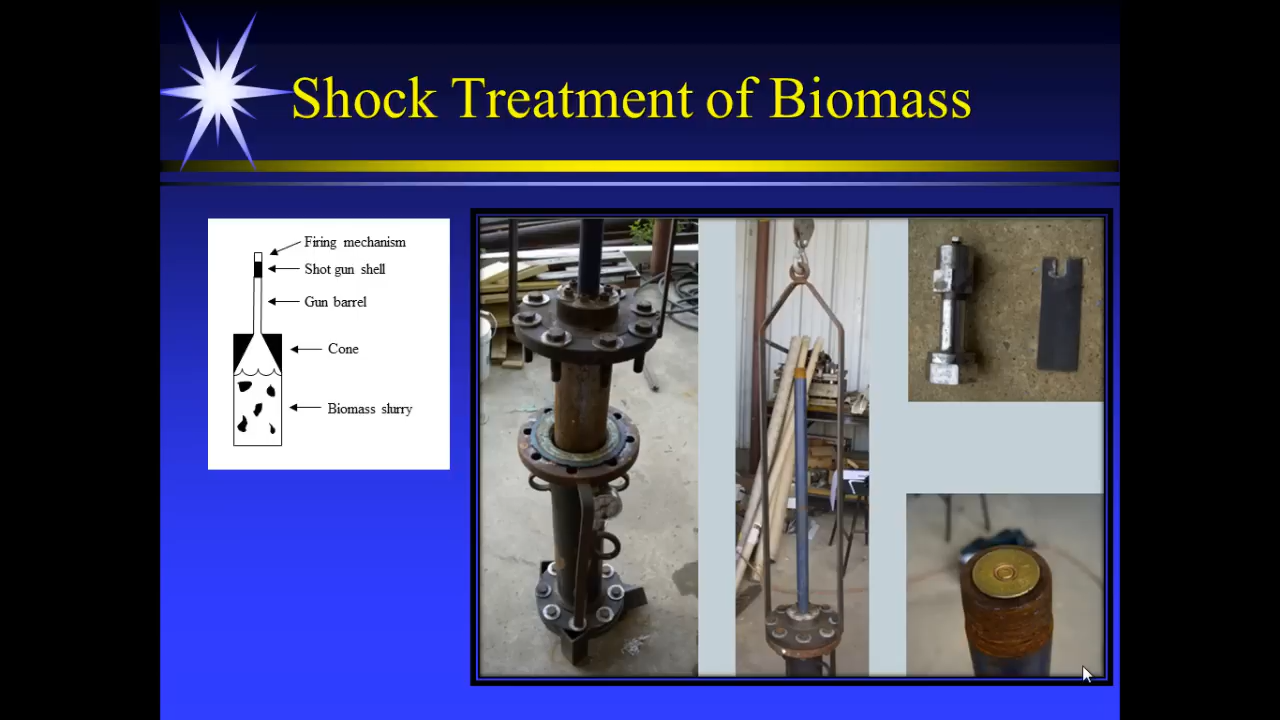 Shock Treatment of Biomass
Firing mechanism
Shot gun shell
Gun barrel
Cone
Biomass slurry